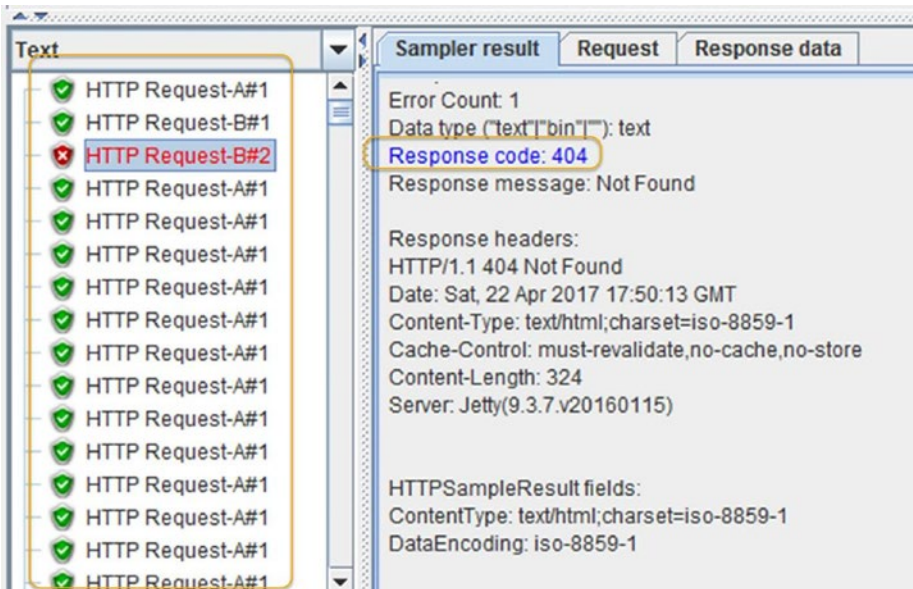 Text
HTTP Request-A#1
HTTP Request-B#1
HTTP Request-B#2
HTTP Request-A#1
HTTP Request-A#1
HTTP Request-A#1
HTTP Request-A#1
HTTP Request-A#1
HTTP Request-A#1
HTTP Request-A#1
HTTP Request-A#1
HTTP Request-A#1
HTTP Request-A#1
HTTP Request-A#1
HTTP Request-A#1
HTTP Request-A#1
Sampler result
Request
Response data
Error Count: 1
Data type ("text"|"bin"|""): text
Response code: 404
Response message: Not Found
Response headers:
HTTP/1.1 404 Not Found
Date: Sat, 22 Apr 2017 17:50:13 GMT
Content-Type: text/html;charset=iso-8859-1
Cache-Control: must-revalidate,no-cache,no-store
Content-Length: 324
Server: Jetty(9.3.7.v20160115)
HTTPSampleResult fields:
ContentType: text/html;charset=iso-8859-1
DataEncoding: iso-8859-1